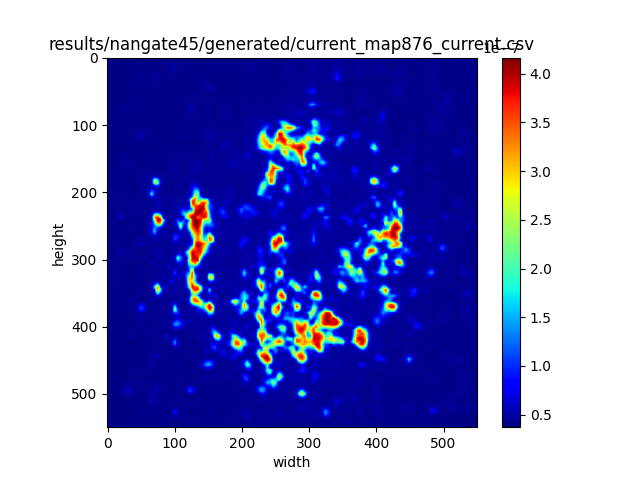 results/nangate45/generated/current_map876_current.csv
1e−7
0
100
200
300
400
500
height
0 100 200 300 400 500
width
4.0
3.5
3.0
2.5
2.0
1.5
1.0
0.5